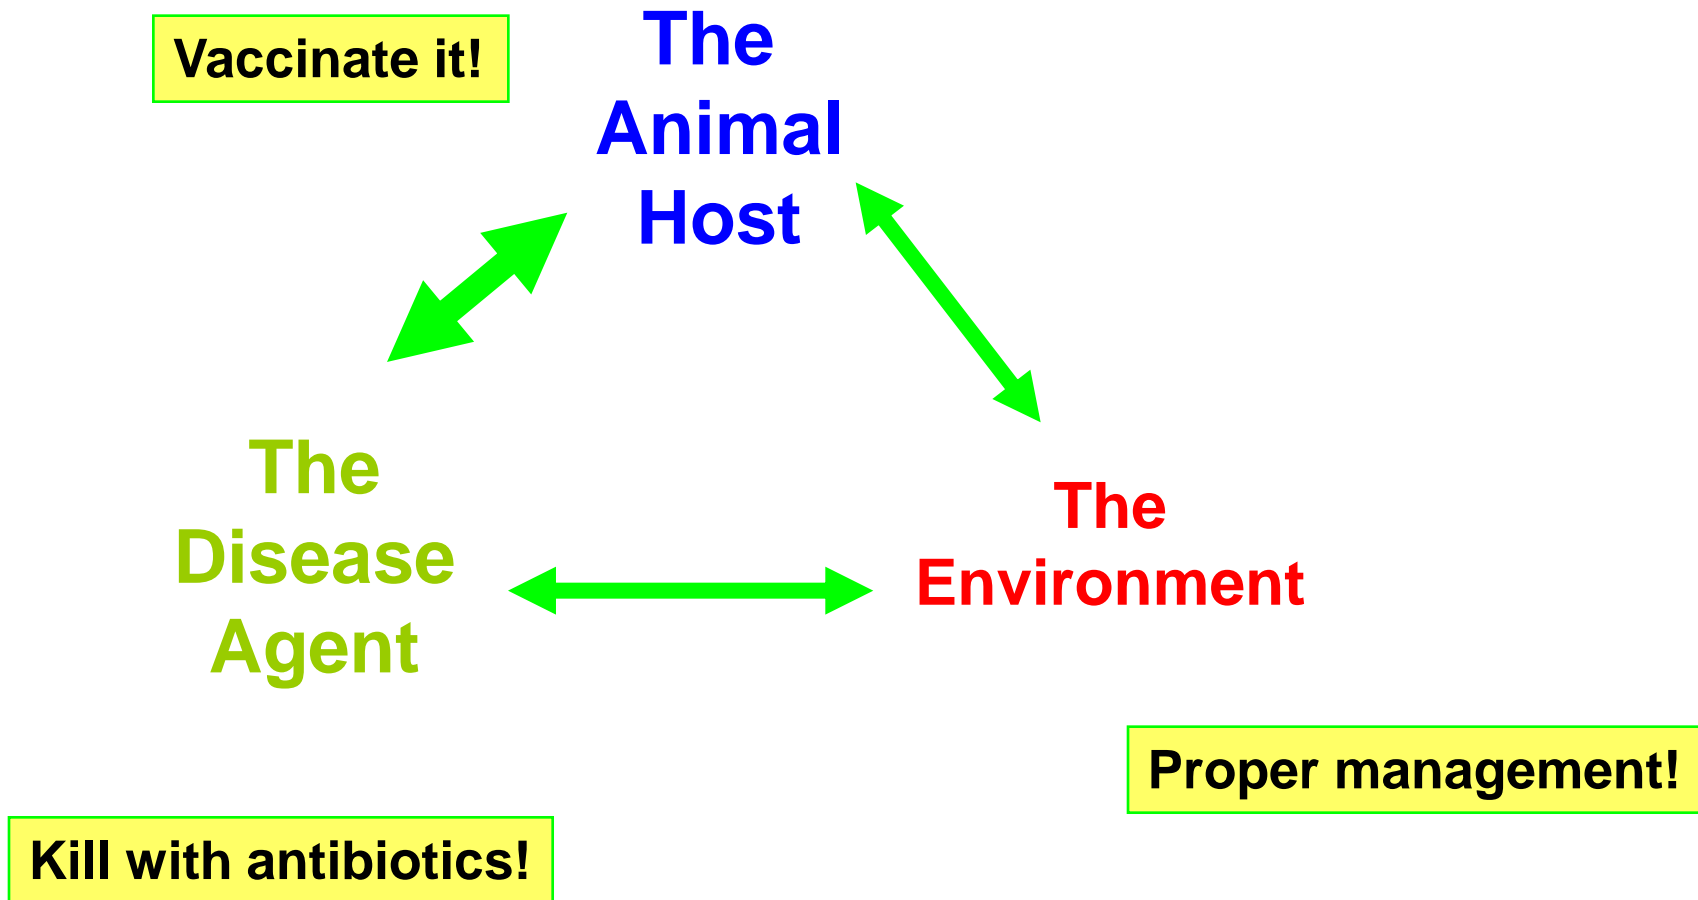 Vaccinate it!
The
Animal
Host
The
Disease
Agent
The
Environment
Proper management!
Kill with antibiotics!